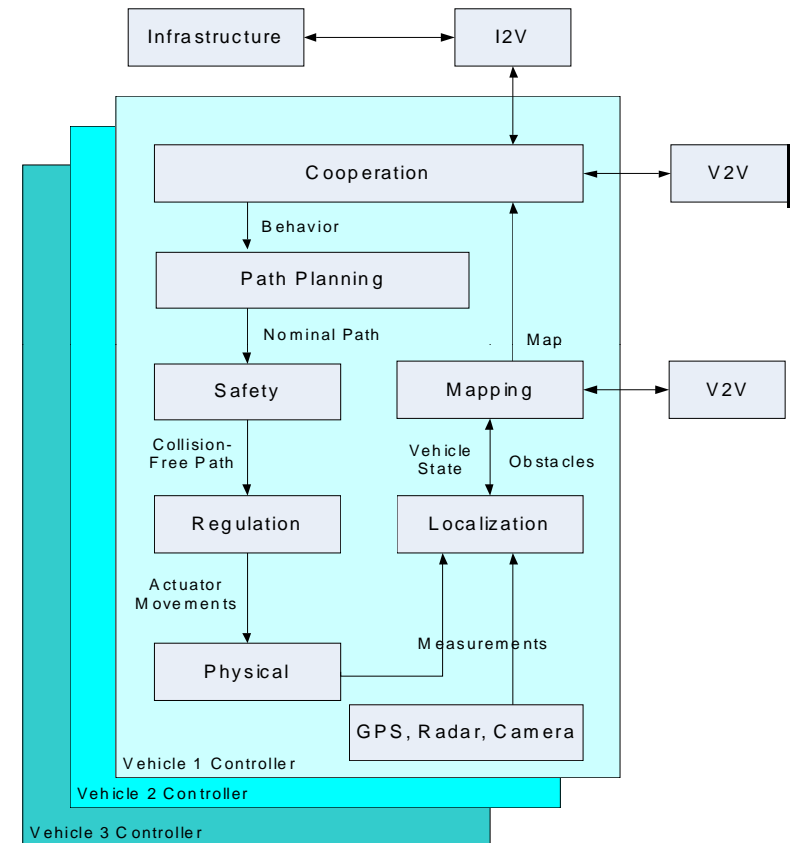 Infrastructure
I2V
Cooperation
V2V
Behavior
Path Planning
Nominal Path
Map
Safety
Mapping
V2V
Collision-
Free Path
Vehicle
State
Obstacles
Regulation
Localization
Actuator
Movements
Measurements
Physical
GPS, Radar, Camera
Vehicle 1 Controller
Vehicle 2 Controller
Vehicle 3 Controller